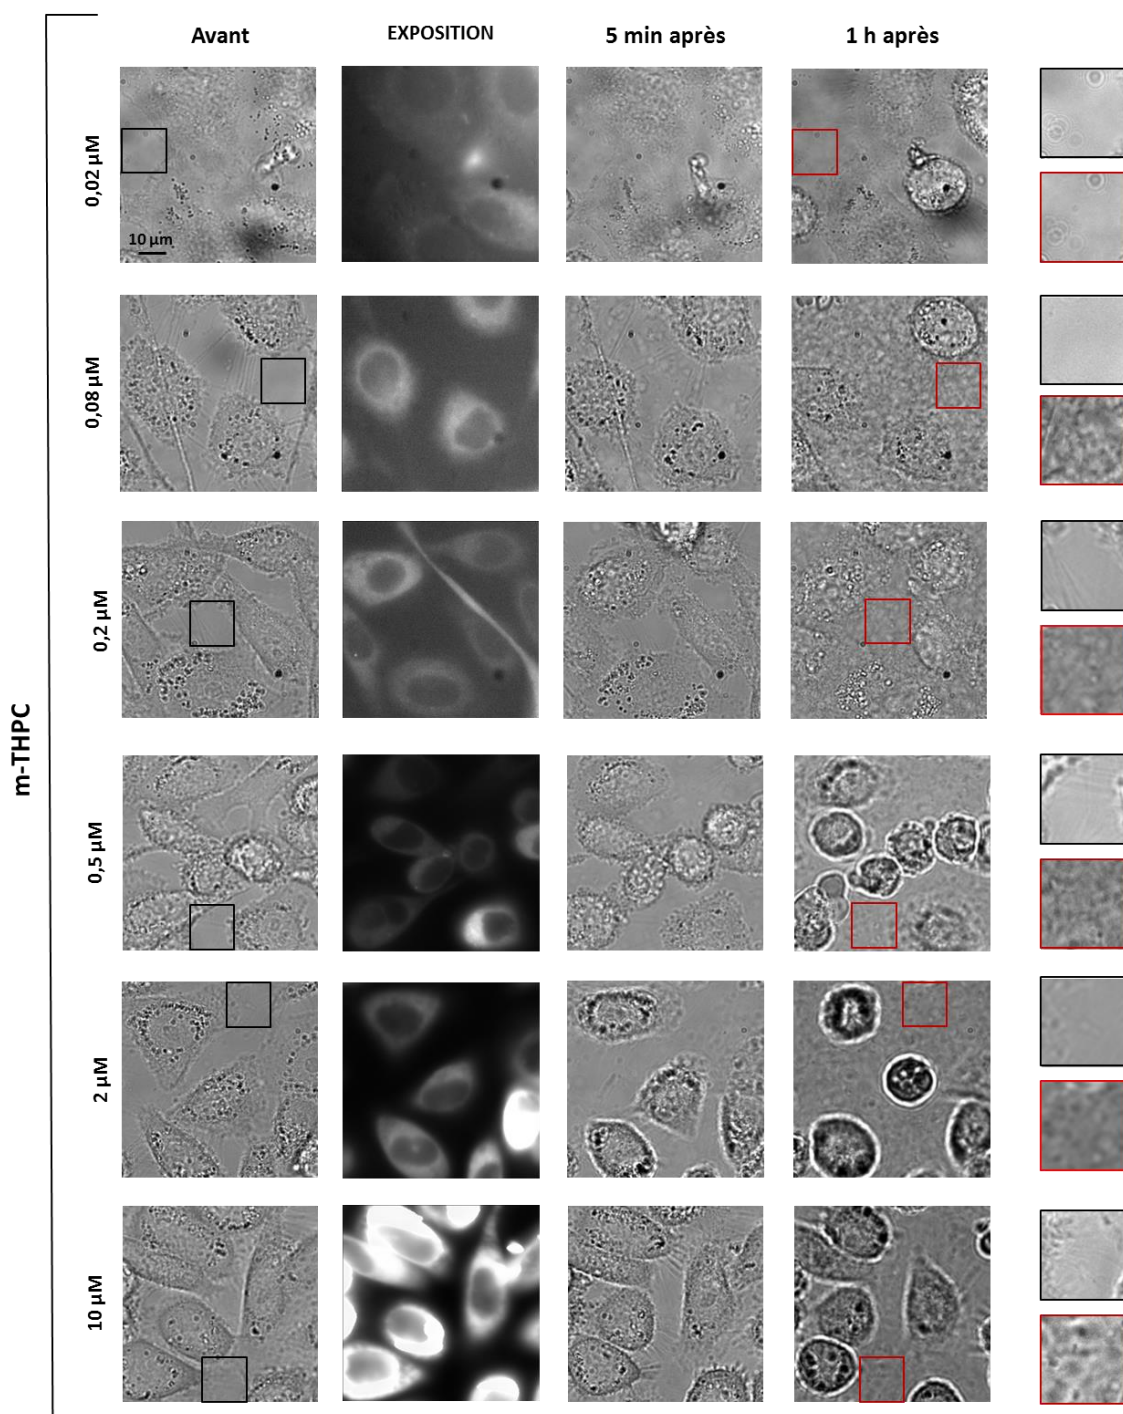 Avant EXPOSITION 5 min après 1 h après
0,02 µM
10 µm
0,08 µM
0,2 µM
m-THPC
0,5 µM
2 µM
10 µM